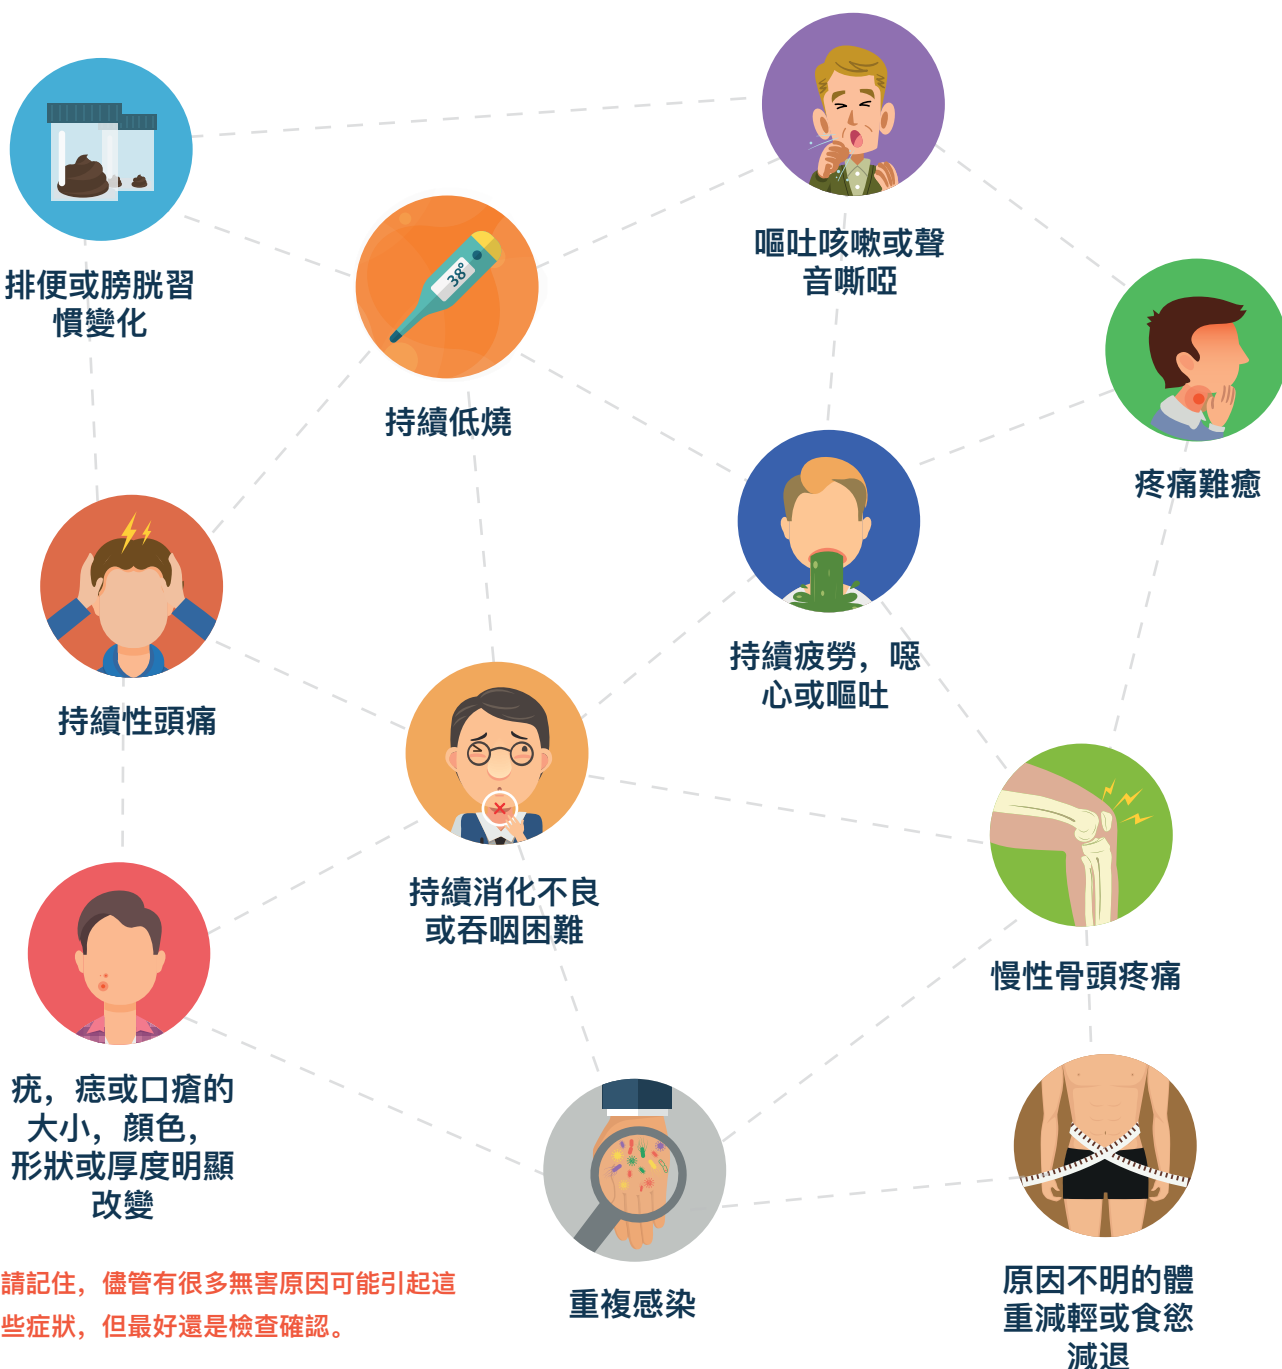 排便或膀胱習
慣變化
嘔吐咳嗽或聲
音嘶啞
38°
持續低燒
疼痛難癒
持續性頭痛
持續疲勞，噁
心或嘔吐
持續消化不良
或吞咽困難
慢性骨頭疼痛
疣，痣或口瘡的
大小，顏色，
形狀或厚度明顯
改變
重複感染
原因不明的體
重減輕或食慾
減退
請記住，儘管有很多無害原因可能引起這
些症狀，但最好還是檢查確認。